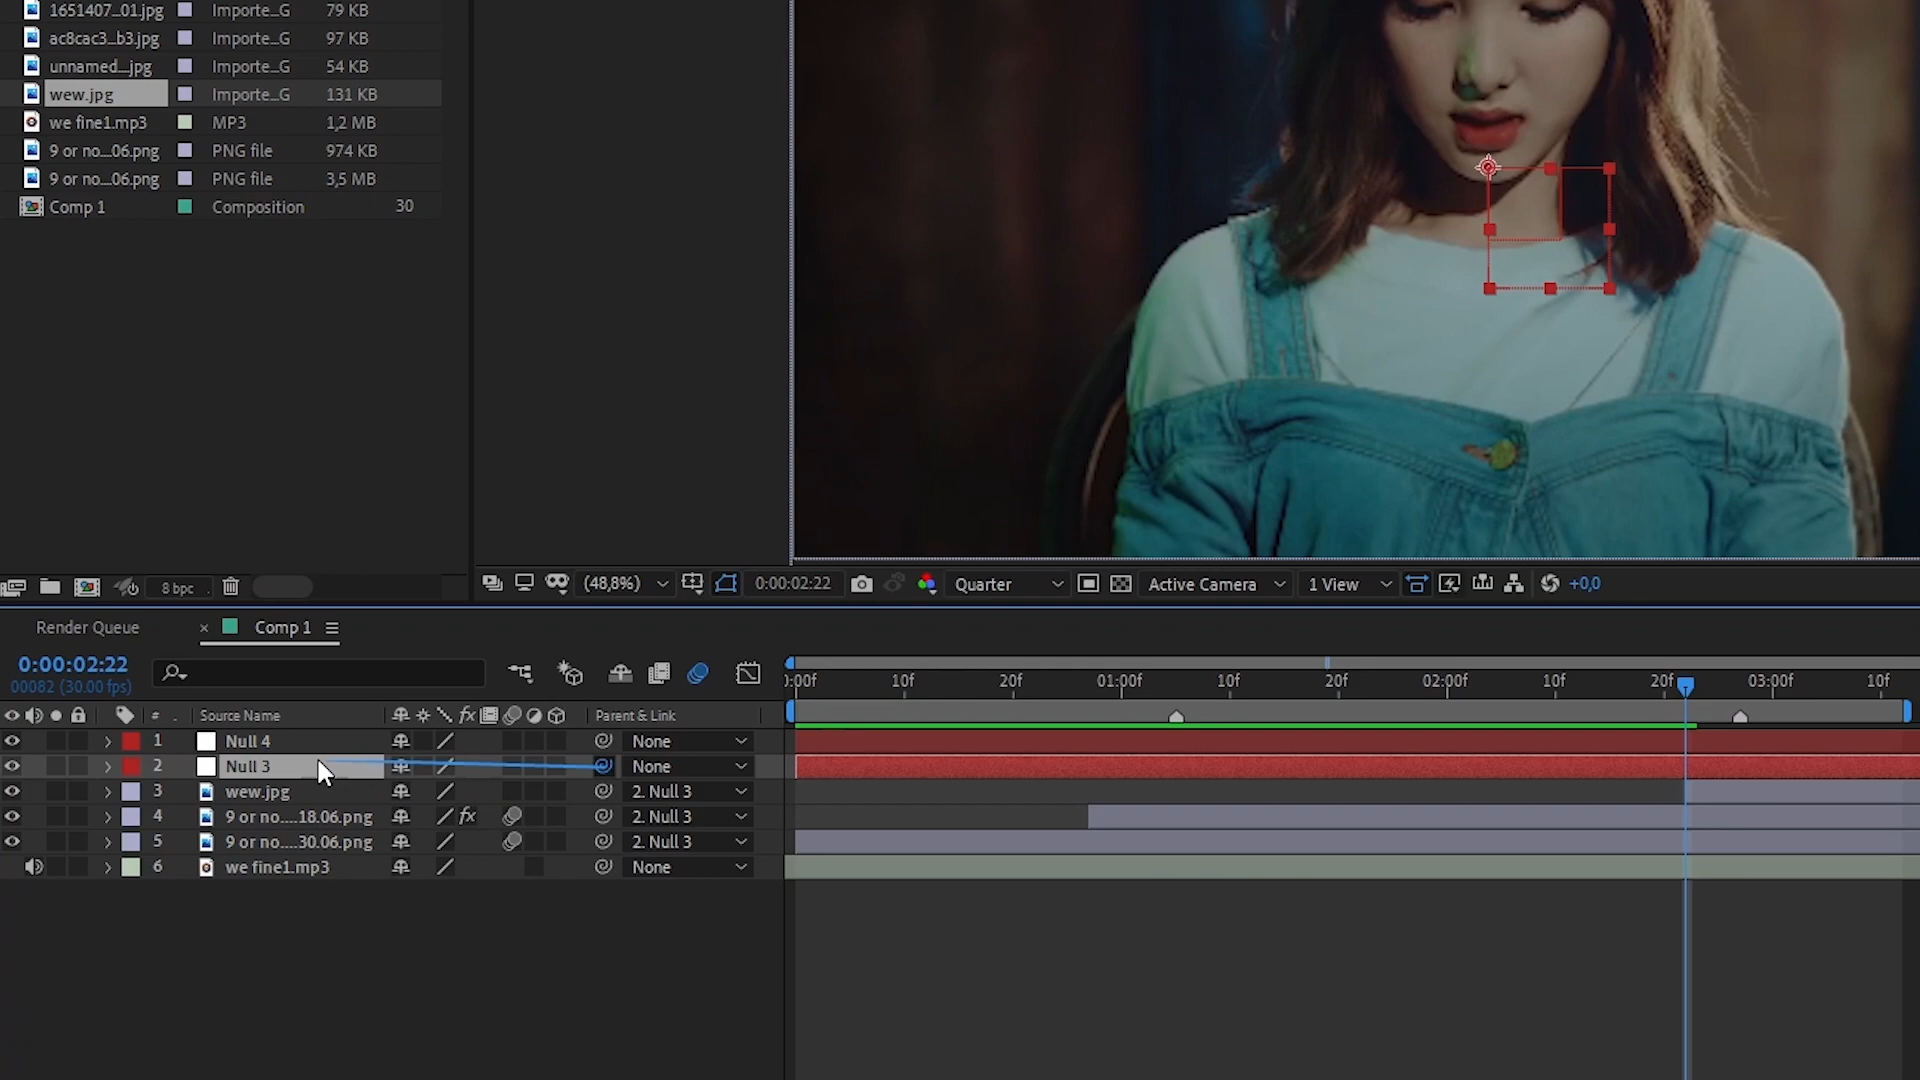 1651407_01.jpg Importe_G 79 KB
ac8cac3_b3.jpg Importe_G 97 KB
unnamed_.jpg Importe_G 54 KB
wew.jpg Importe_G 131 KB
we fine1.mp3 MP3 1,2 MB
9 or no....06.png PNG file 974 KB
9 or no....06.png PNG file 3,5 MB
Comp 1 Composition 30
8 bpc
(48,8%) 0:00:02:22 Quarter Active Camera 1 View +0,0
Render Queue × Comp 1
0:00:02:22
00082 (30.00 fps)
0:00f 10f 20f 01:00f 10f 20f 02:00f 10f 20f 03:00f 10f
# Source Name fx Parent & Link
1 Null 4 None
2 Null 3 None
3 wew.jpg 2. Null 3
4 9 or no....18.06.png fx 2. Null 3
5 9 or no....30.06.png 2. Null 3
6 we fine1.mp3 None